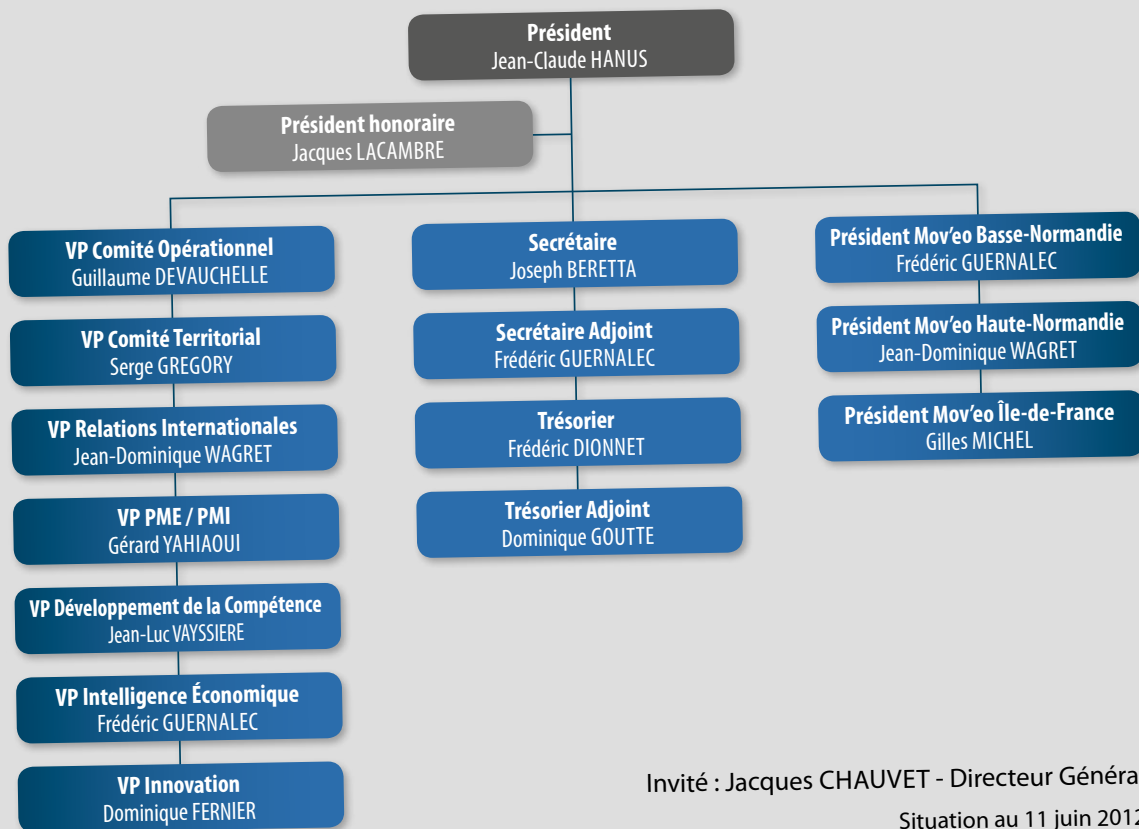 Président
Jean-Claude HANUS
Président honoraire
Jacques LACAMBRE
VP Comité Opérationnel
Guillaume DEVAUCHELLE
VP Comité Territorial
Serge GREGORY
VP Relations Internationales
Jean-Dominique WAGRET
VP PME / PMI
Gérard YAHIAOUI
VP Développement de la Compétence
Jean-Luc VAYSSIERE
VP Intelligence Économique
Frédéric GUERNALEC
VP Innovation
Dominique FERNIER
Secrétaire
Joseph BERETTA
Secrétaire Adjoint
Frédéric GUERNALEC
Trésorier
Frédéric DIONNET
Trésorier Adjoint
Dominique GOUTTE
Président Mov'eo Basse-Normandie
Frédéric GUERNALEC
Président Mov'eo Haute-Normandie
Jean-Dominique WAGRET
Président Mov'eo Île-de-France
Gilles MICHEL
Invité : Jacques CHAUVET - Directeur Généra
Situation au 11 juin 2012